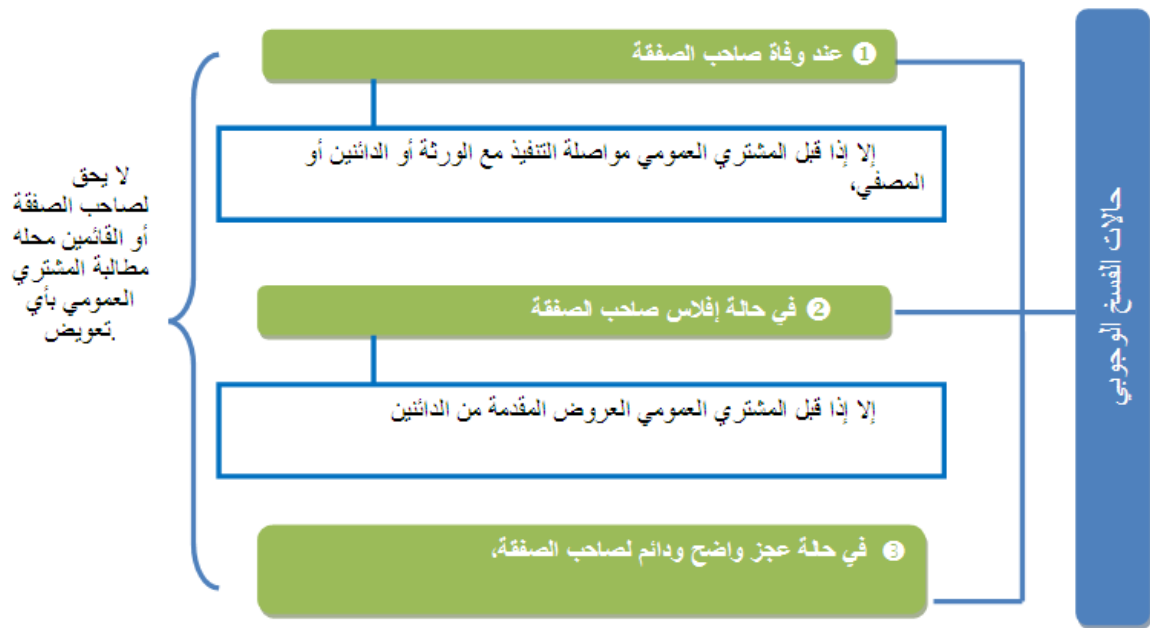 حالات الفسخ الوجوبي
❶ عند وفاة صاحب الصفقة
إلا إذا قبل المشتري العمومي مواصلة التنفيذ مع الورثة أو الدائنين أو
المصفي،
❷ في حالة إفلاس صاحب الصفقة
إلا إذا قبل المشتري العمومي العروض المقدمة من الدائنين
❸ في حالة عجز واضح ودائم لصاحب الصفقة،
لا يحق
لصاحب الصفقة
أو القائمين محله
مطالبة المشتري
العمومي بأي
تعويض.